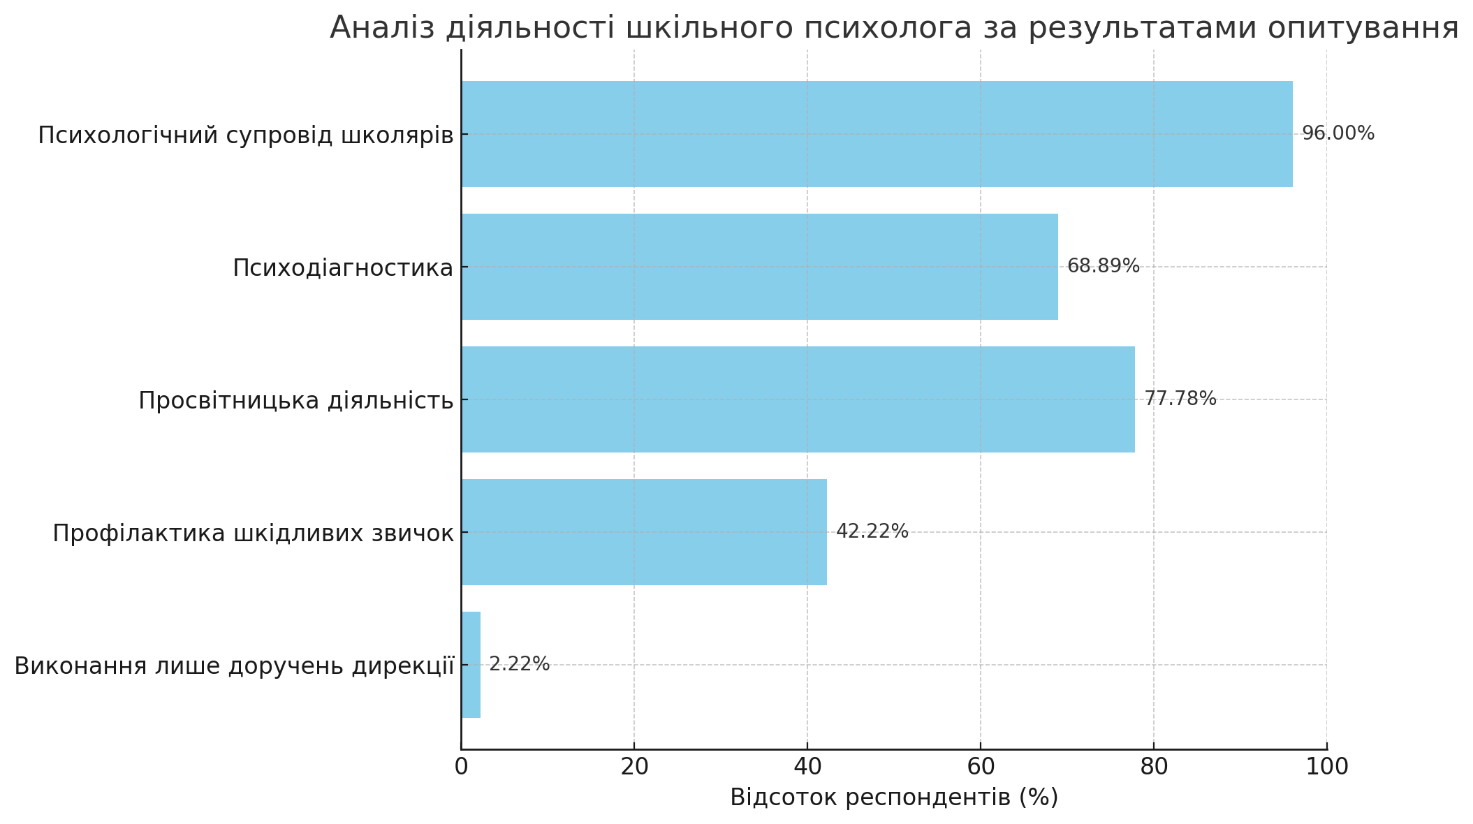 Аналіз діяльності шкільного психолога за результатами опитування
Психологічний супровід школярів
96.00%
Психодіагностика
68.89%
Просвітницька діяльність
77.78%
Профілактика шкідливих звичок
42.22%
Виконання лише доручень дирекції
2.22%
0 20 40 60 80 100
Відсоток респондентів (%)